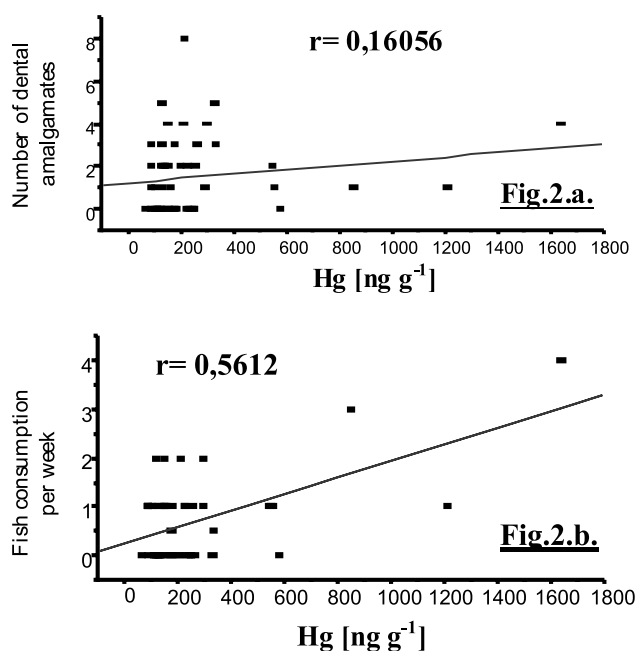 r= 0,16056
Number of dental
amalgamates
8
6
4
2
0
Fig.2.a.
0 200 400 600 800 1000 1200 1400 1600 1800
Hg [ng g⁻¹]
r= 0,5612
Fish consumption
per week
4
3
2
1
0
Fig.2.b.
0 200 400 600 800 1000 1200 1400 1600 1800
Hg [ng g⁻¹]